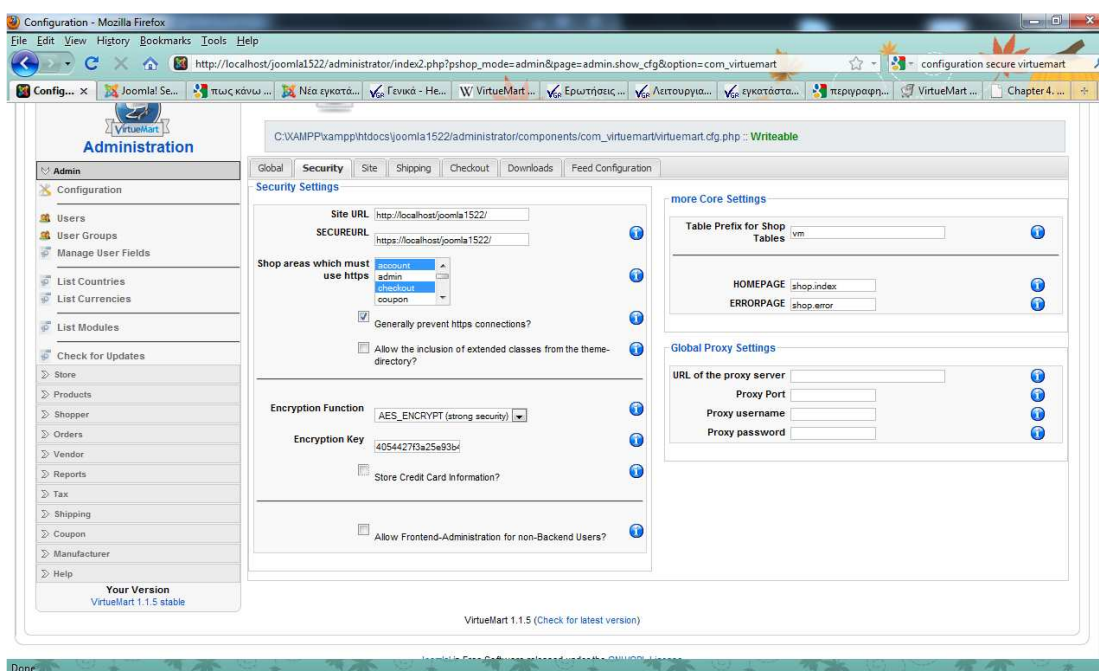 Configuration - Mozilla Firefox
File Edit View History Bookmarks Tools Help
http://localhost/joomla1522/administrator/index2.php?pshop_mode=admin&page=admin.show_cfg&option=com_virtuemart
configuration secure virtuemart
Config... Joomla! Se... πως κάνω ... Νέα εγκατά... Γενικά - He... VirtueMart ... Ερωτήσεις ... Λειτουργια... εγκατάστα... περιγραφη... VirtueMart ... Chapter 4. ...
VirtueMart
Administration
C:\XAMPP\xampp\htdocs\joomla1522/administrator/components/com_virtuemart/virtuemart.cfg.php :: Writeable
Admin
Configuration
Users
User Groups
Manage User Fields
List Countries
List Currencies
List Modules
Check for Updates
Store
Products
Shopper
Orders
Vendor
Reports
Tax
Shipping
Coupon
Manufacturer
Help
Your Version
VirtueMart 1.1.5 stable
Global Security Site Shipping Checkout Downloads Feed Configuration
Security Settings
Site URL http://localhost/joomla1522/
SECUREURL https://localhost/joomla1522/
Shop areas which must use https
account
admin
checkout
coupon
Generally prevent https connections?
Allow the inclusion of extended classes from the theme-
directory?
Encryption Function AES_ENCRYPT (strong security)
Encryption Key 4054427f3a25e93b4
Store Credit Card Information?
Allow Frontend-Administration for non-Backend Users?
more Core Settings
Table Prefix for Shop
Tables vm
HOMEPAGE shop.index
ERRORPAGE shop.error
Global Proxy Settings
URL of the proxy server
Proxy Port
Proxy username
Proxy password
VirtueMart 1.1.5 (Check for latest version)
Done